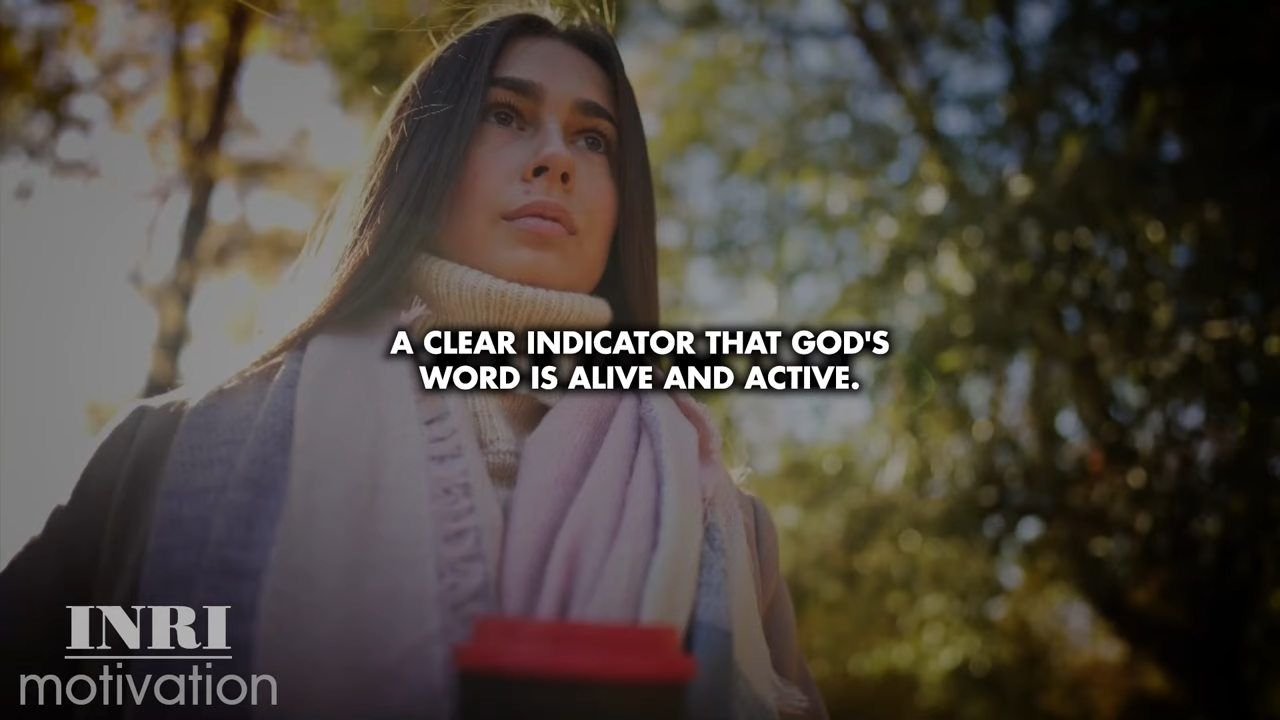 A CLEAR INDICATOR THAT GOD'S
WORD IS ALIVE AND ACTIVE.
INRI
motivation